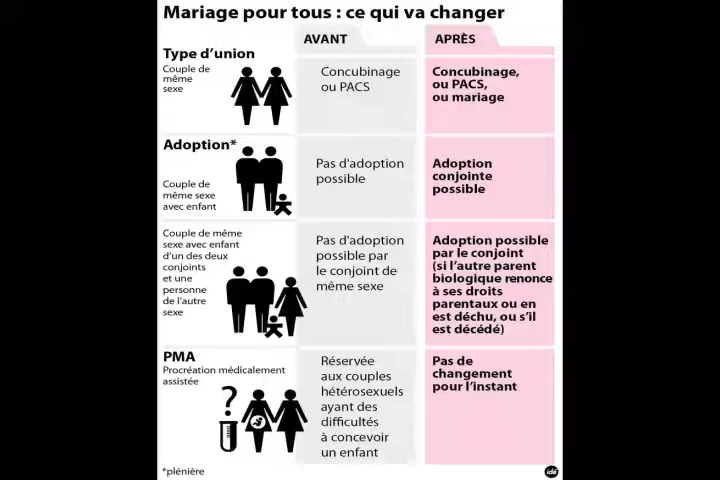 Mariage pour tous : ce qui va changer
AVANT
APRÈS
Type d'union
Couple de
même
sexe
Concubinage
ou PACS
Concubinage,
ou PACS,
ou mariage
Adoption*
Couple de
même sexe
avec enfant
Pas d'adoption
possible
Adoption
conjointe
possible
Couple de même
sexe avec enfant
d'un des deux
conjoints
et une
personne
de l'autre
sexe
Pas d'adoption
possible par
le conjoint de
même sexe
Adoption possible
par le conjoint
(si l'autre parent
biologique renonce
à ses droits
parentaux ou en
est déchu, ou s'il
est décédé)
PMA
Procréation médicalement
assistée
?
Réservée
aux couples
hétérosexuels
ayant des
difficultés
à concevoir
un enfant
Pas de
changement
pour l'instant
*plénière
idé